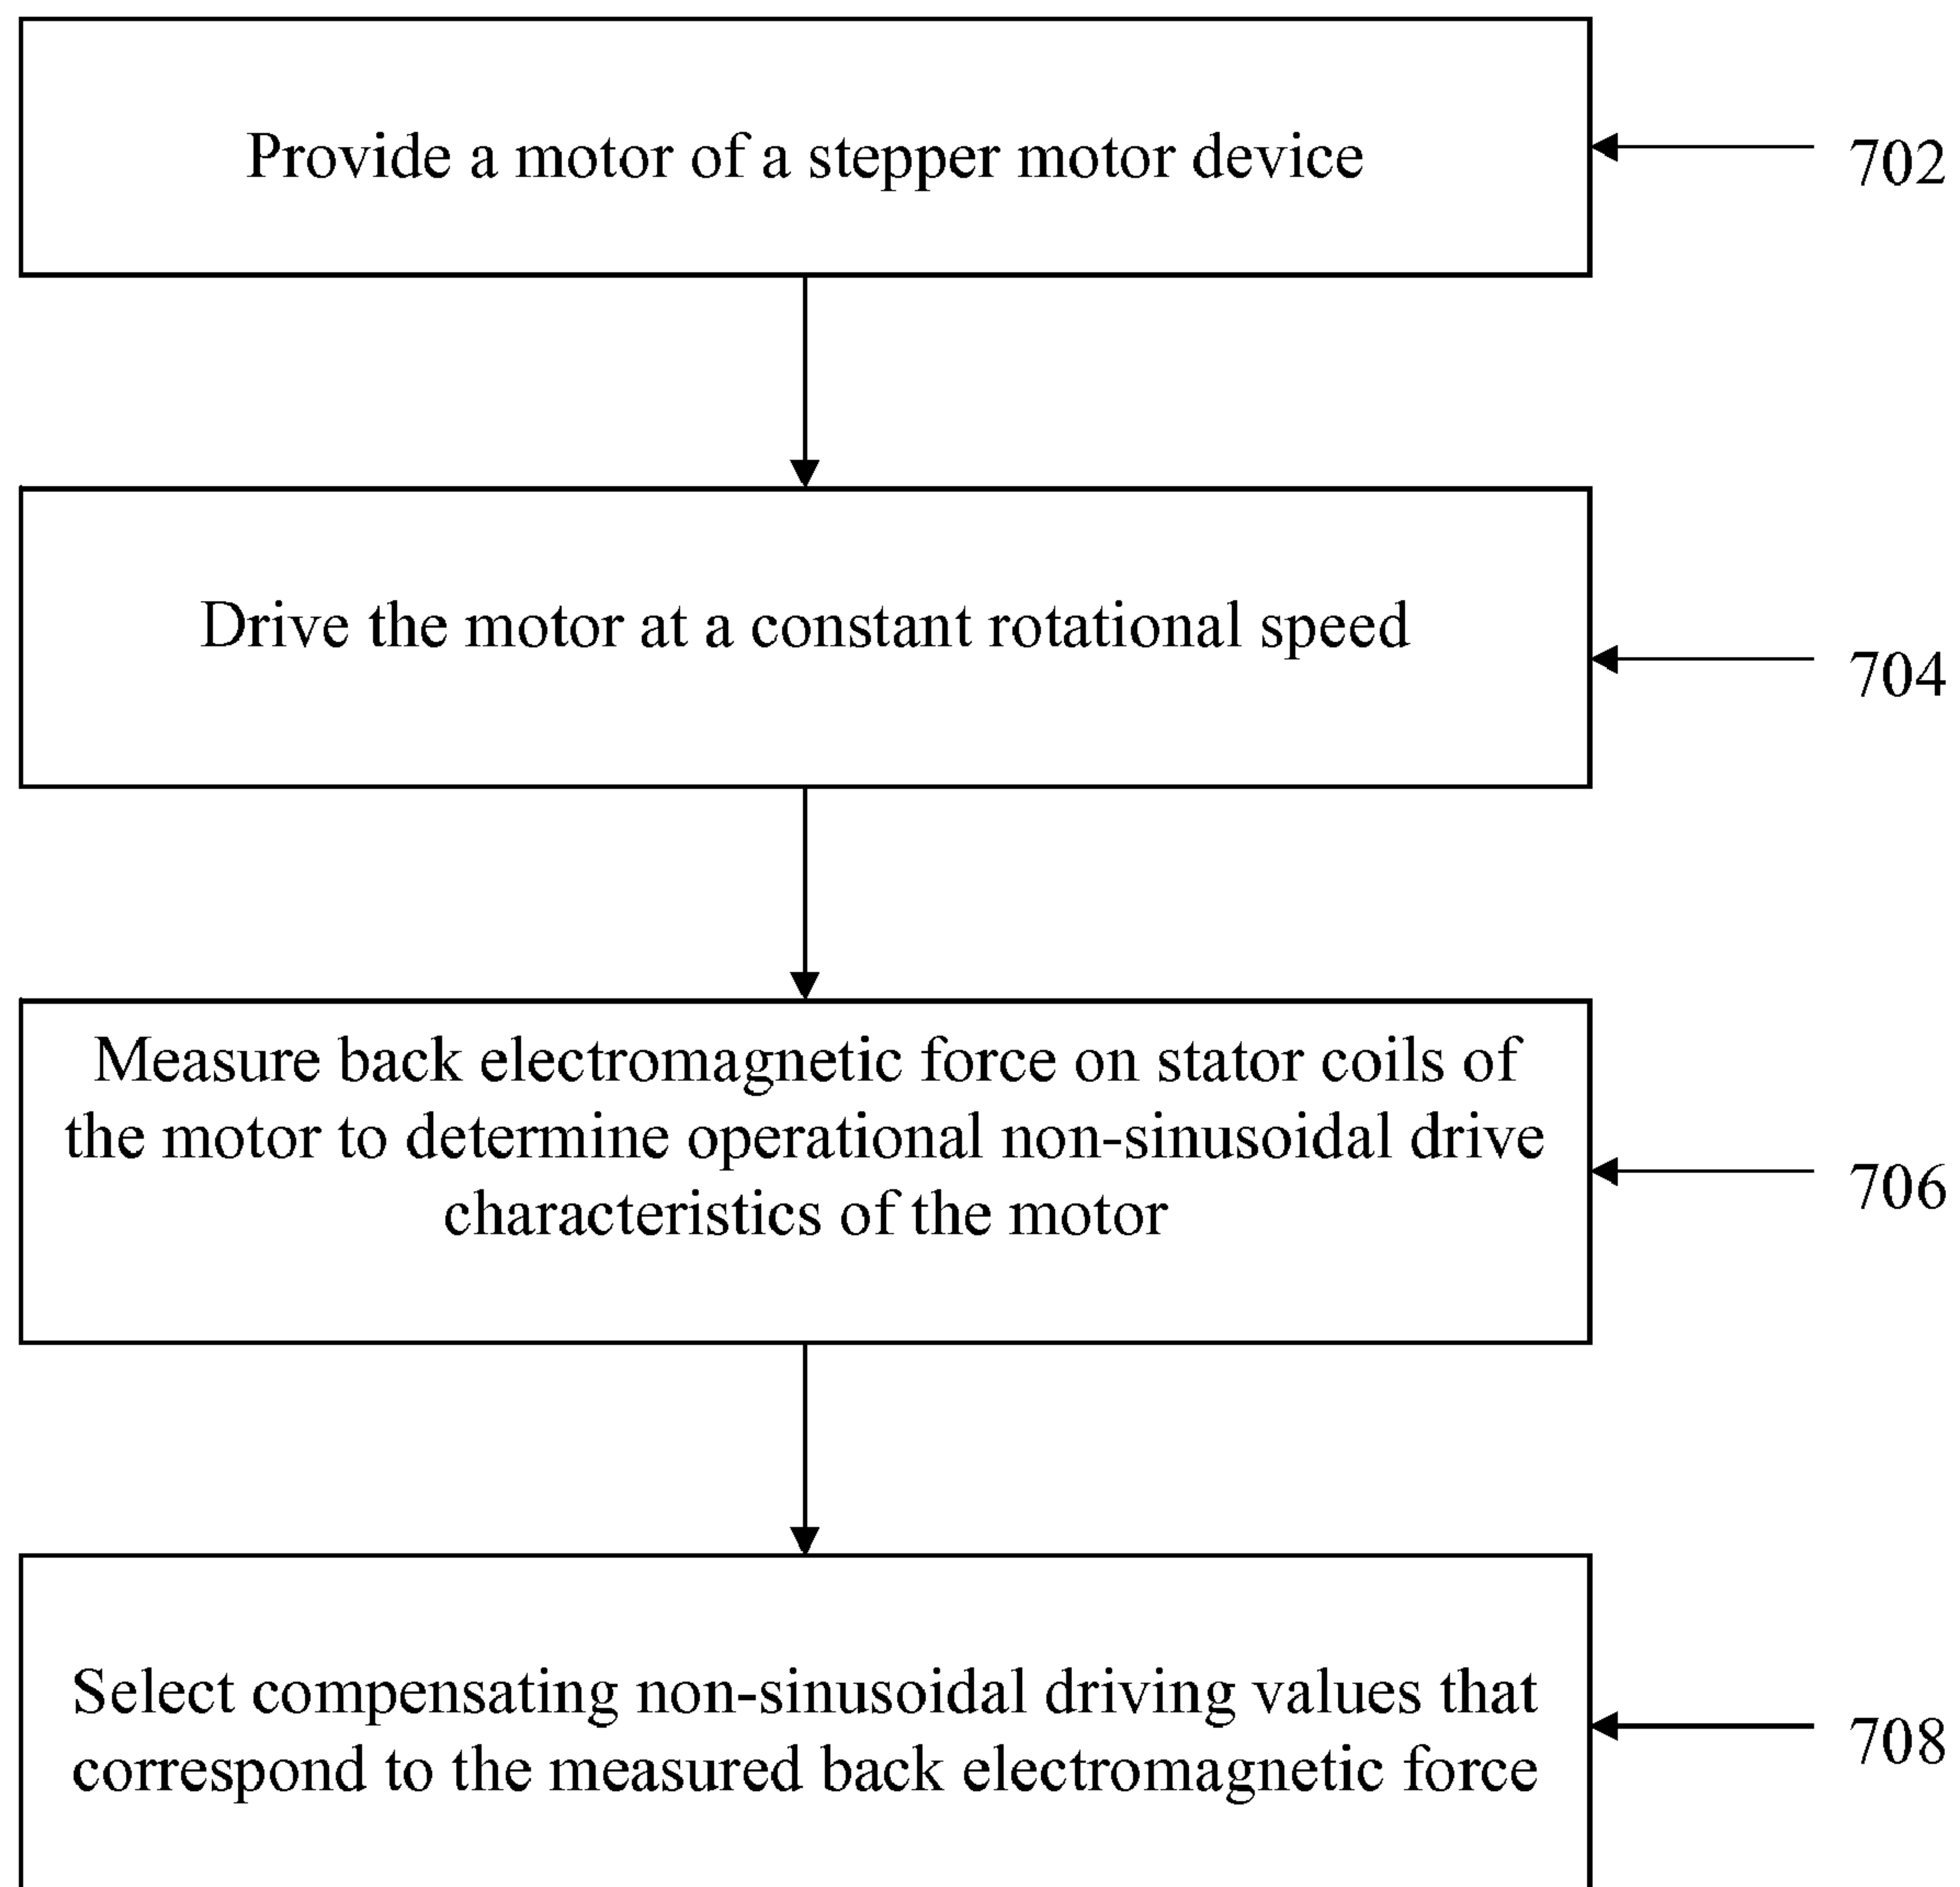 Provide a motor of a stepper motor device
702
Drive the motor at a constant rotational speed
704
Measure back electromagnetic force on stator coils of
the motor to determine operational non-sinusoidal drive
characteristics of the motor
706
Select compensating non-sinusoidal driving values that
correspond to the measured back electromagnetic force
708